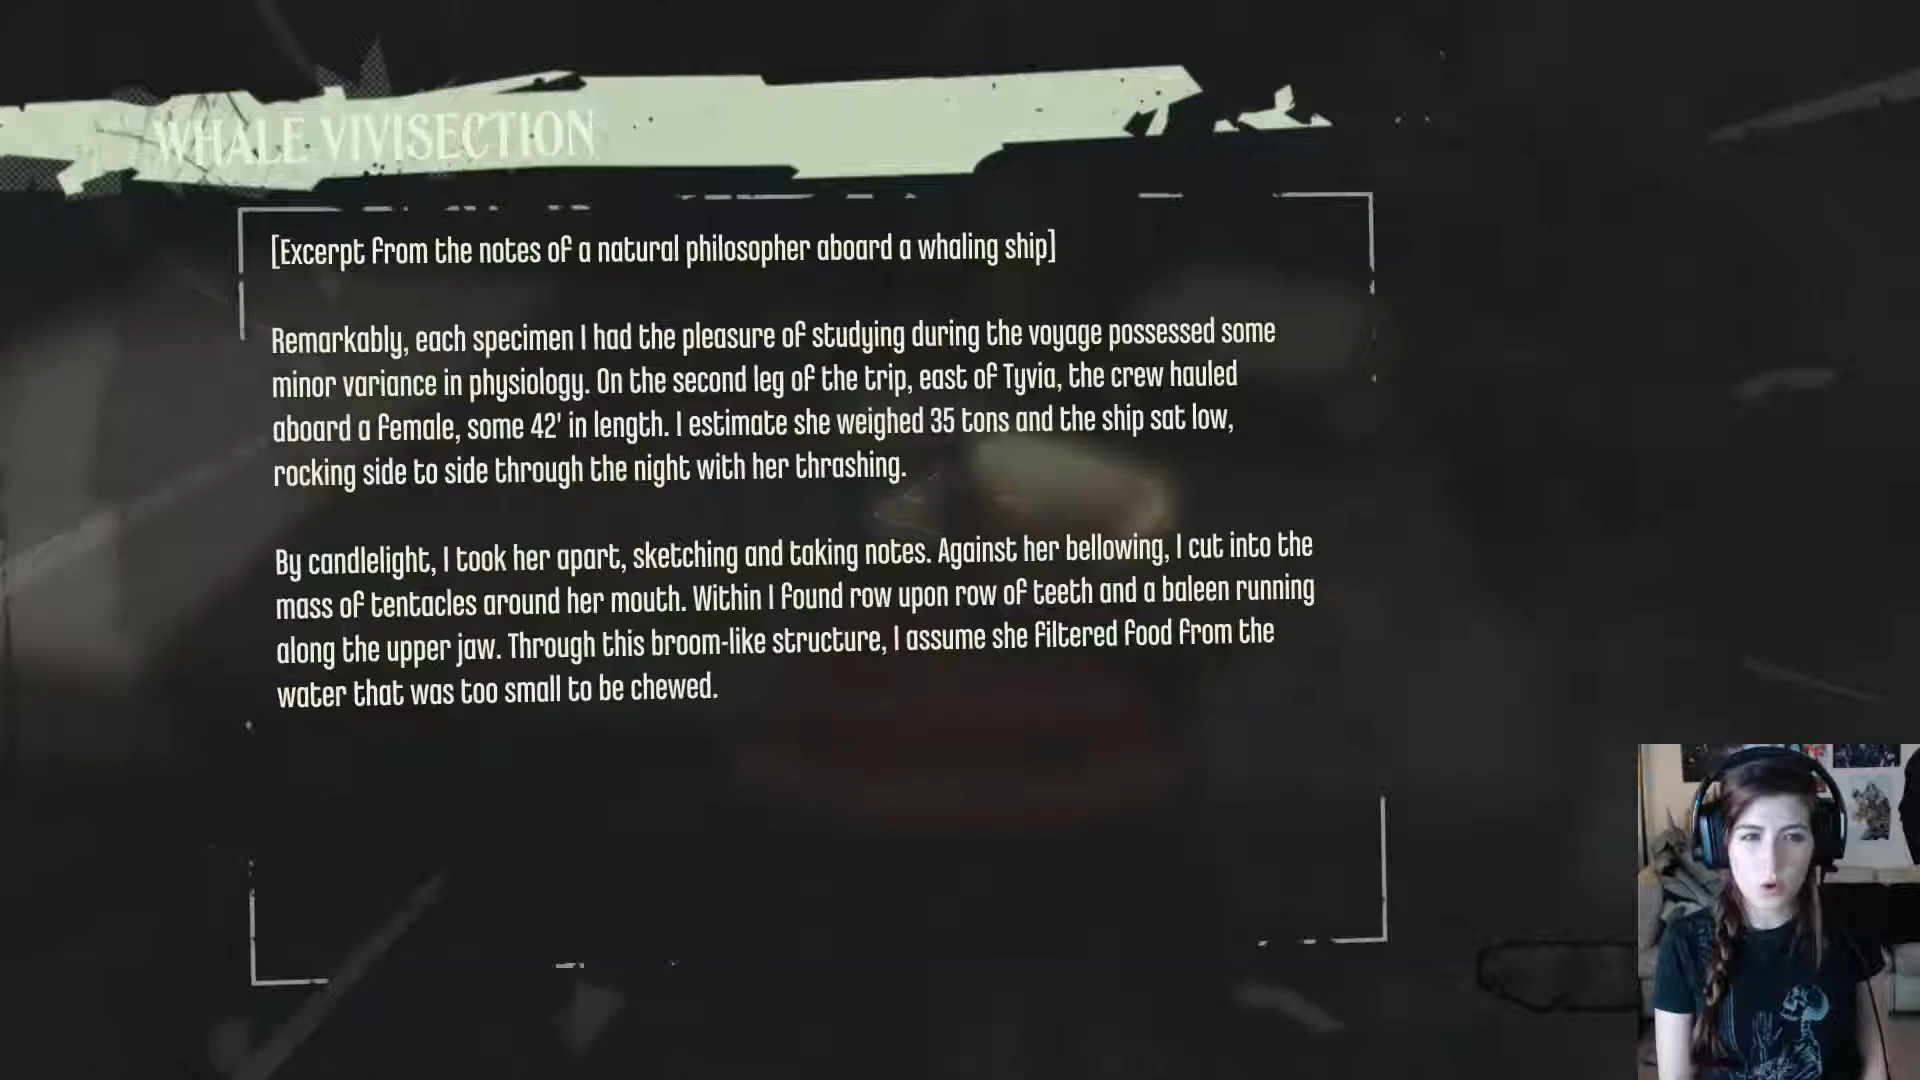 WHALE VIVISECTION
[Excerpt from the notes of a natural philosopher aboard a whaling ship]
Remarkably, each specimen I had the pleasure of studying during the voyage possessed some
minor variance in physiology. On the second leg of the trip, east of Tyvia, the crew hauled
aboard a female, some 42' in length. I estimate she weighed 35 tons and the ship sat low,
rocking side to side through the night with her thrashing.
By candlelight, I took her apart, sketching and taking notes. Against her bellowing, I cut into the
mass of tentacles around her mouth. Within I found row upon row of teeth and a baleen running
along the upper jaw. Through this broom-like structure, I assume she filtered food from the
water that was too small to be chewed.